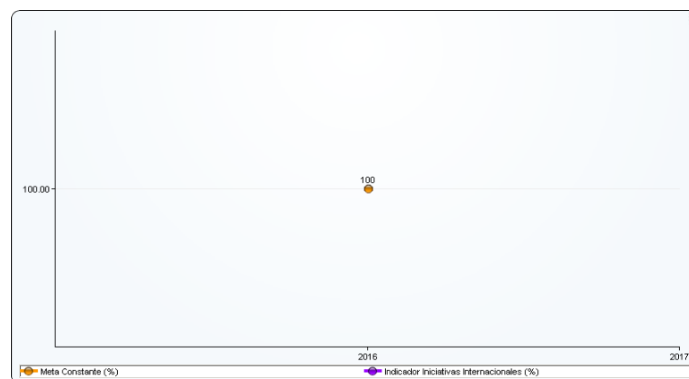 100
100.00
2016
2017
Meta Constante (%)
Indicador Iniciativas Internacionales (%)